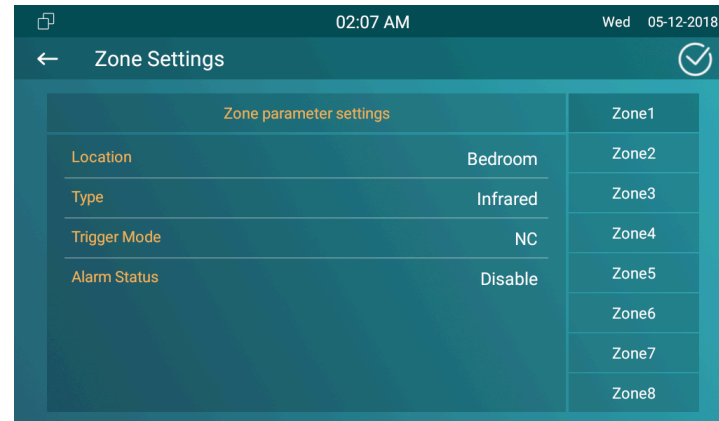 02:07 AM Wed 05-12-2018
Zone Settings
Zone parameter settings
Location Bedroom
Type Infrared
Trigger Mode NC
Alarm Status Disable
Zone1
Zone2
Zone3
Zone4
Zone5
Zone6
Zone7
Zone8